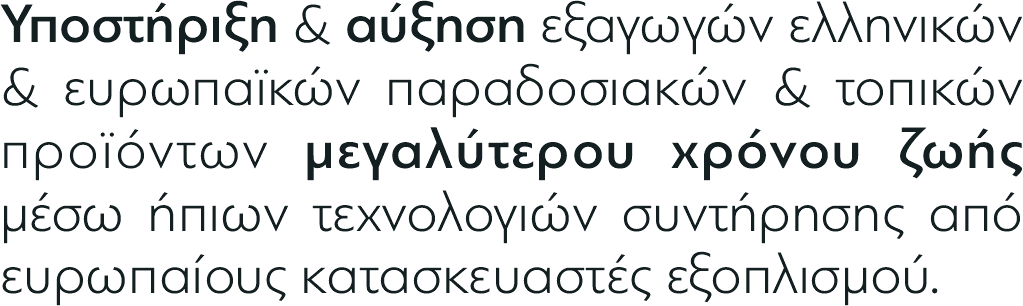 Υποστήριξη & αύξηση εξαγωγών ελληνικών
& ευρωπαϊκών παραδοσιακών & τοπικών
προϊόντων μεγαλύτερου χρόνου ζωής
μέσω ήπιων τεχνολογιών συντήρησης από
ευρωπαίους κατασκευαστές εξοπλισμού.